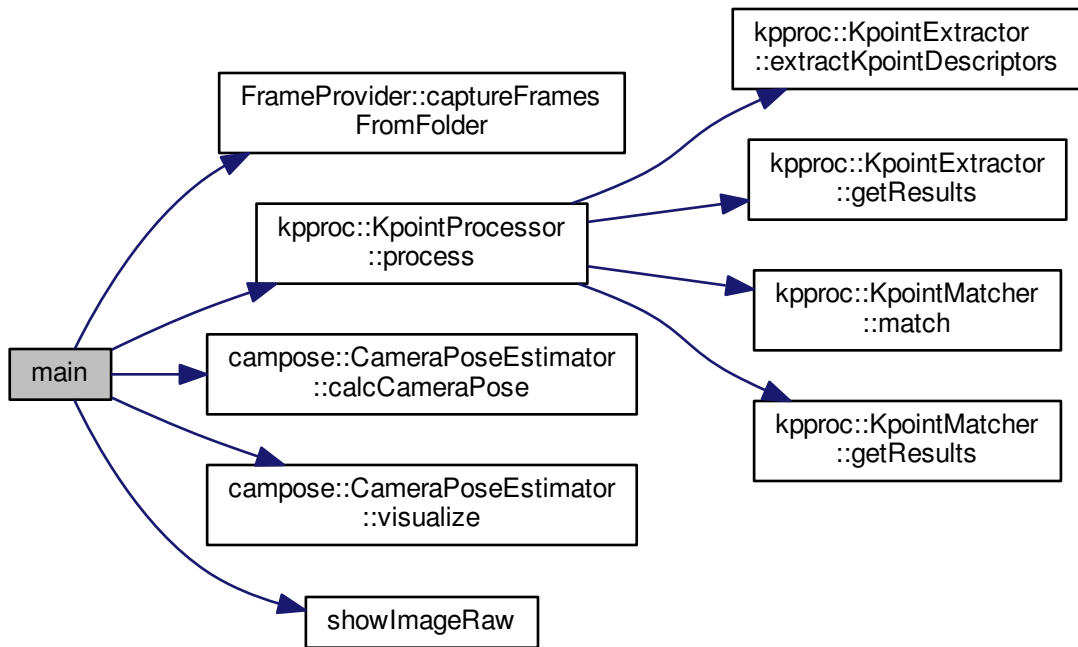 main
FrameProvider::captureFrames
FromFolder
kpproc::KpointProcessor
::process
campose::CameraPoseEstimator
::calcCameraPose
campose::CameraPoseEstimator
::visualize
showImageRaw
kpproc::KpointExtractor
::extractKpointDescriptors
kpproc::KpointExtractor
::getResults
kpproc::KpointMatcher
::match
kpproc::KpointMatcher
::getResults